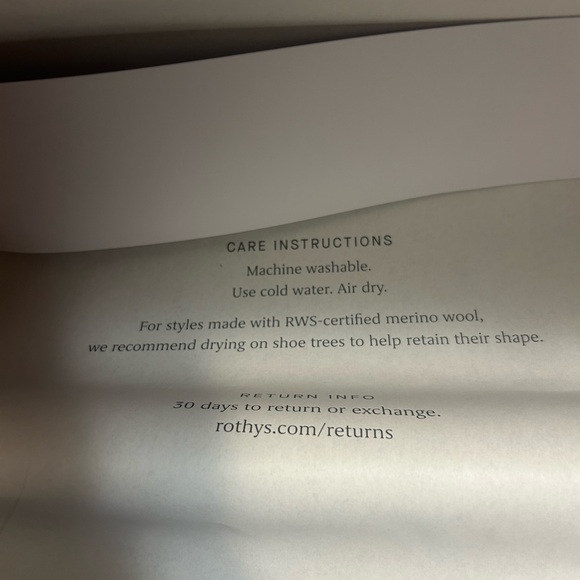 CARE INSTRUCTIONS
Machine washable.
Use cold water. Air dry.
For styles made with RWS-certified merino wool,
we recommend drying on shoe trees to help retain their shape.
RETURN INFO
30 days to return or exchange.
rothys.com/returns